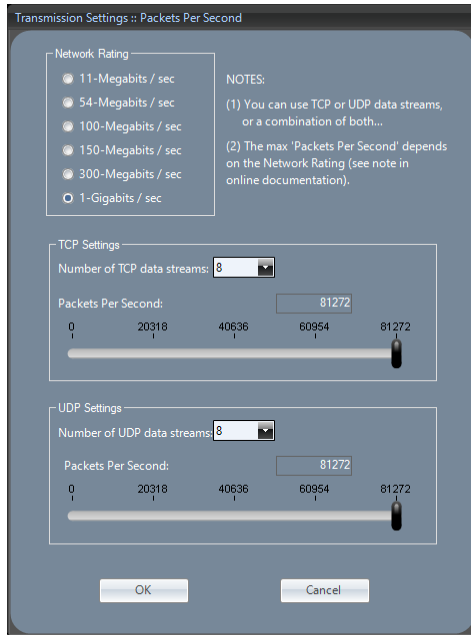 Transmission Settings :: Packets Per Second
Network Rating
11-Megabits / sec
54-Megabits / sec
100-Megabits / sec
150-Megabits / sec
300-Megabits / sec
1-Gigabits / sec
NOTES:
(1) You can use TCP or UDP data streams,
or a combination of both...
(2) The max 'Packets Per Second' depends
on the Network Rating (see note in
online documentation).
TCP Settings
Number of TCP data streams: 8
Packets Per Second: 81272
0 20318 40636 60954 81272
UDP Settings
Number of UDP data streams: 8
Packets Per Second: 81272
0 20318 40636 60954 81272
OK Cancel